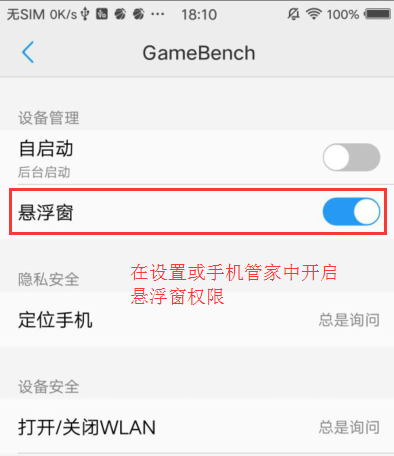 无SIM 0K/s ··· 18:10 100%
GameBench
设备管理
自启动
后台启动
悬浮窗
在设置或手机管家中开启
悬浮窗权限
隐私安全
定位手机 总是询问
设备安全
打开/关闭WLAN 总是询问